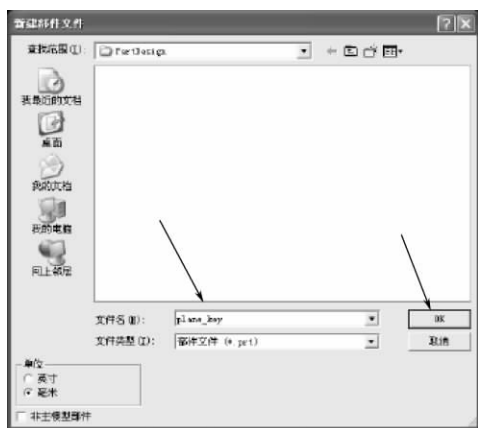 新建部件文件
查找范围(I):
PartDesign
我最近的文档
桌面
我的文档
我的电脑
网上邻居
文件名(N):
plane_key
OK
文件类型(T):
部件文件 (*.prt)
取消
单位
英寸
毫米
非主模型部件